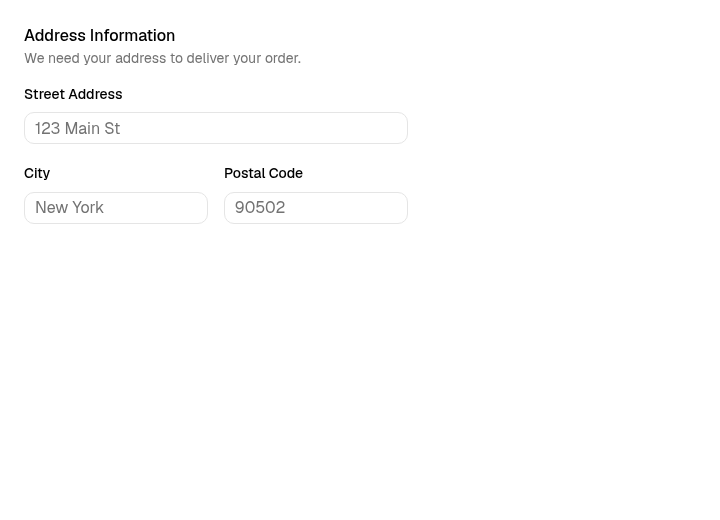 Address Information
We need your address to deliver your order.
Street Address
123 Main St
City
Postal Code
New York
90502